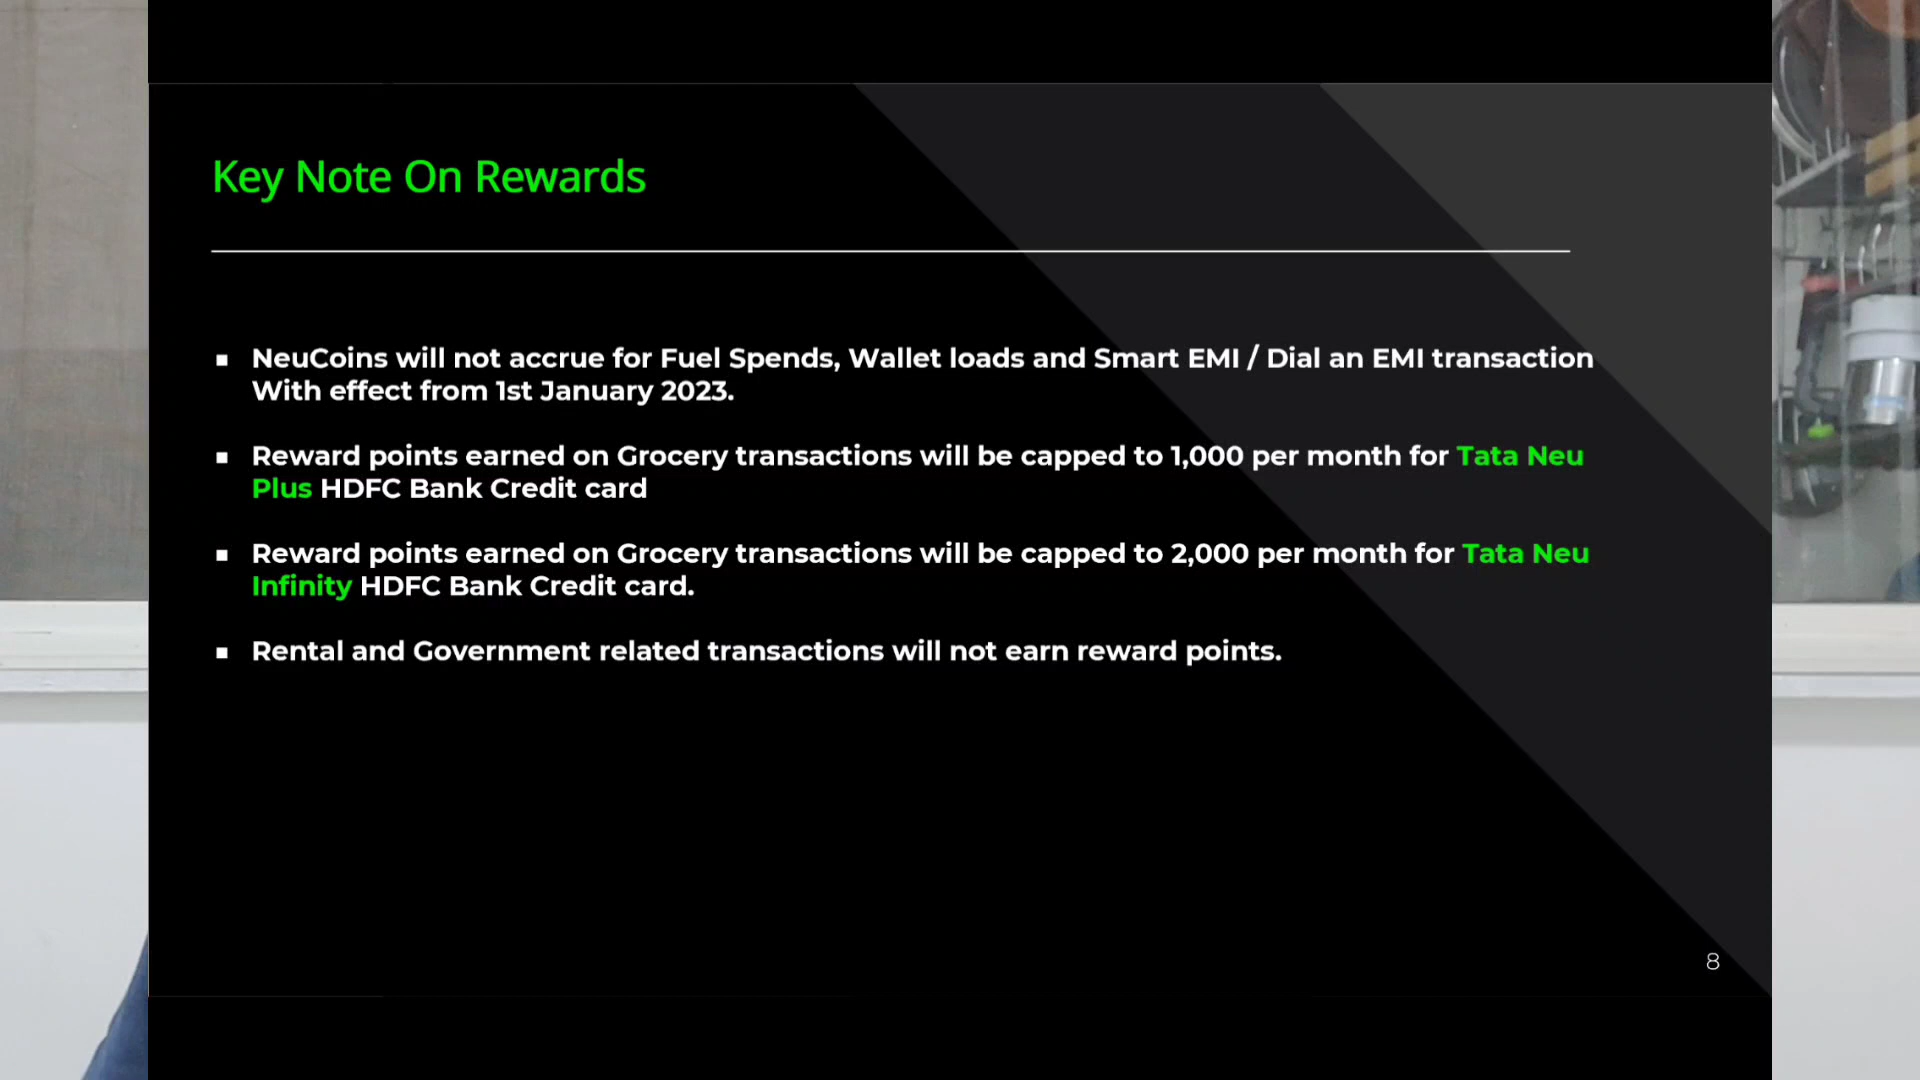 Key Note On Rewards
▪ NeuCoins will not accrue for Fuel Spends, Wallet loads and Smart EMI / Dial an EMI transaction
With effect from 1st January 2023.
▪ Reward points earned on Grocery transactions will be capped to 1,000 per month for Tata Neu
Plus HDFC Bank Credit card
▪ Reward points earned on Grocery transactions will be capped to 2,000 per month for Tata Neu
Infinity HDFC Bank Credit card.
▪ Rental and Government related transactions will not earn reward points.
8